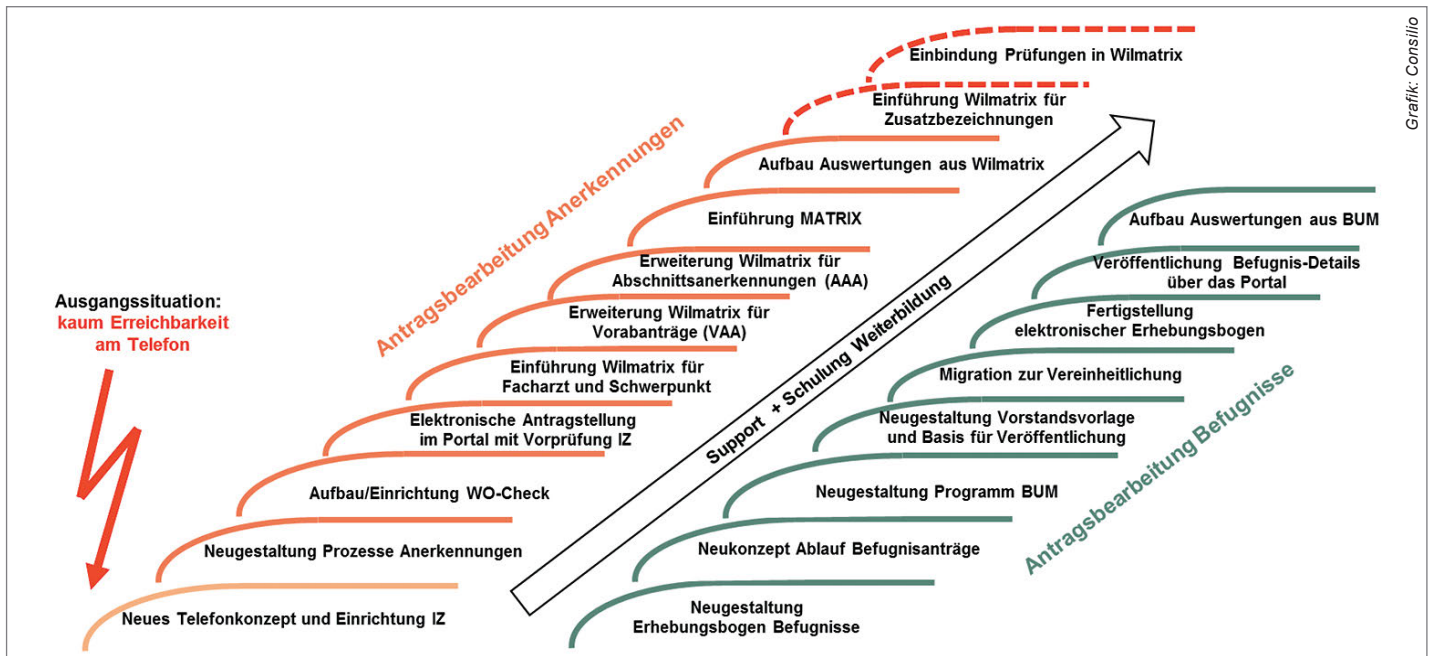 Grafik: Consilio
Einbindung Prüfungen in Wilmatrix
Einführung Wilmatrix für
Zusatzbezeichnungen
Aufbau Auswertungen aus Wilmatrix
Einführung MATRIX
Erweiterung Wilmatrix für
Abschnittsanerkennungen (AAA)
Erweiterung Wilmatrix für
Vorabanträge (VAA)
Einführung Wilmatrix für
Facharzt und Schwerpunkt
Elektronische Antragstellung
im Portal mit Vorprüfung IZ
Aufbau/Einrichtung WO-Check
Neugestaltung Prozesse Anerkennungen
Neues Telefonkonzept und Einrichtung IZ
Antragsbearbeitung Anerkennungen
Ausgangssituation:
kaum Erreichbarkeit
am Telefon
Support + Schulung Weiterbildung
Aufbau Auswertungen aus BUM
Veröffentlichung Befugnis-Details
über das Portal
Fertigstellung
elektronischer Erhebungsbogen
Migration zur Vereinheitlichung
Neugestaltung Vorstandsvorlage
und Basis für Veröffentlichung
Neugestaltung Programm BUM
Neukonzept Ablauf Befugnisanträge
Neugestaltung
Erhebungsbogen Befugnisse
Antragsbearbeitung Befugnisse